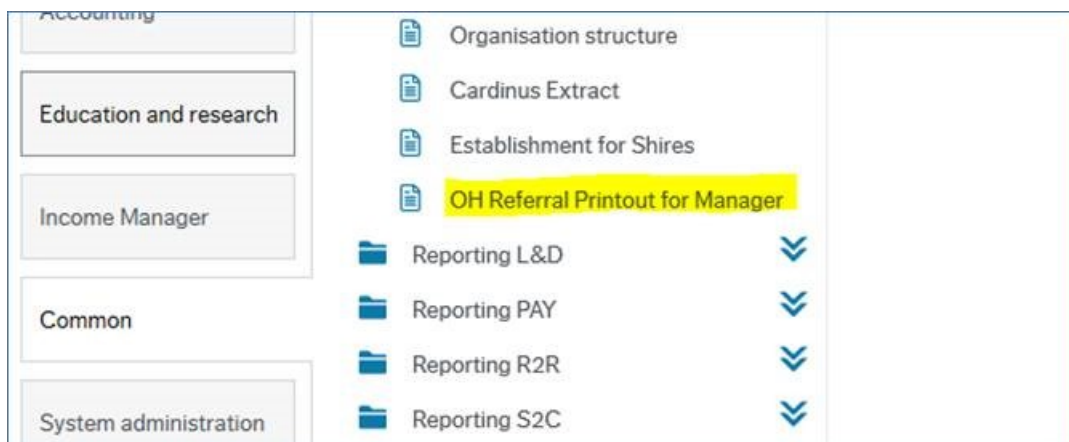 Accounting
Education and research
Income Manager
Common
System administration
Organisation structure
Cardinus Extract
Establishment for Shires
OH Referral Printout for Manager
Reporting L&D
Reporting PAY
Reporting R2R
Reporting S2C